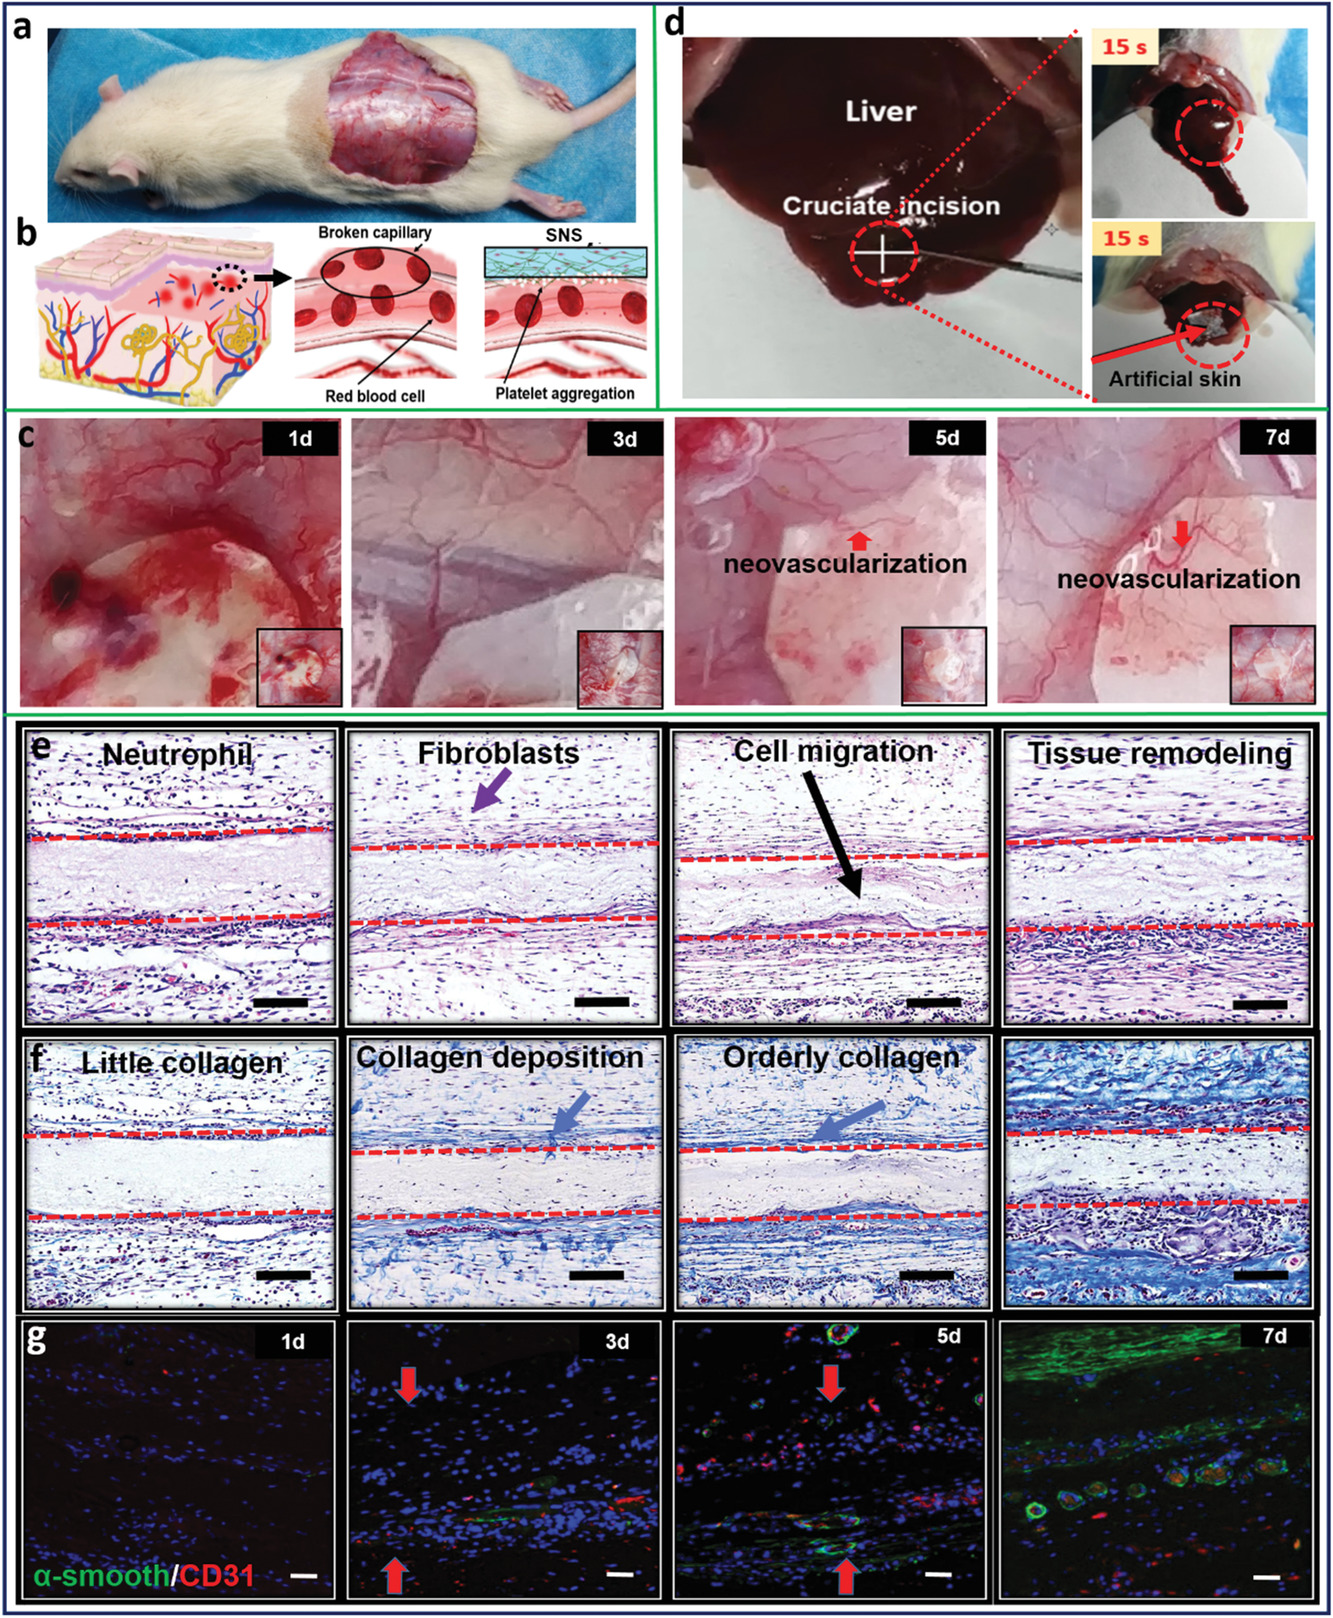 a
b
Broken capillary
SNS
Red blood cell
Platelet aggregation
d
Liver
Cruciate incision
15 s
15 s
Artificial skin
c
1d
3d
5d
7d
neovascularization
neovascularization
e
Neutrophil
Fibroblasts
Cell migration
Tissue remodeling
f
Little collagen
Collagen deposition
Orderly collagen
g
1d
3d
5d
7d
α-smooth/CD31